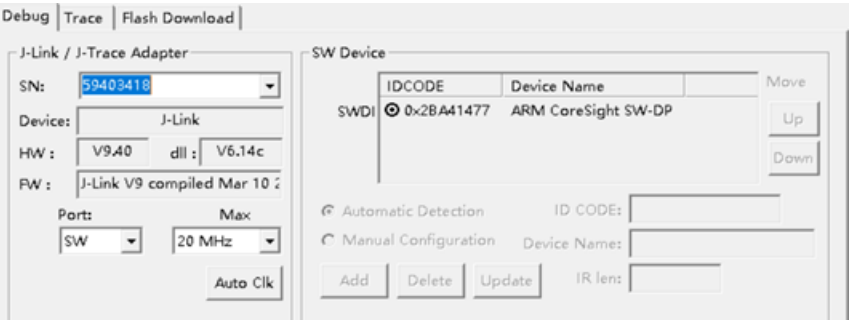 Debug Trace Flash Download
J-Link / J-Trace Adapter
SN: 59403418
Device: J-Link
HW : V9.40 dll : V6.14c
FW : J-Link V9 compiled Mar 10 2
Port: Max
SW 20 MHz
Auto Clk
SW Device
IDCODE Device Name Move
SWDI 0x2BA41477 ARM CoreSight SW-DP
Up
Down
Automatic Detection ID CODE:
Manual Configuration Device Name:
Add Delete Update IR len: